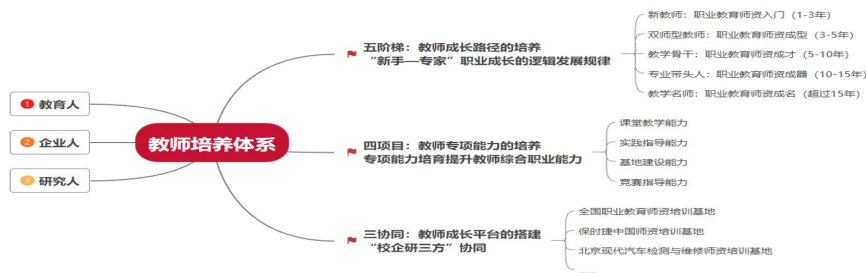 1 教育人
2 企业人
3 研究人
教师培养体系
五阶梯：教师成长路径的培养
“新手—专家”职业成长的逻辑发展规律
新教师：职业教育师资入门（1-3年）
双师型教师：职业教育师资成型（3-5年）
教学骨干：职业教育师资成才（5-10年）
专业带头人：职业教育师资成器（10-15年）
教学名师：职业教育师资成名（超过15年）
四项目：教师专项能力的培养
专项能力培育提升教师综合职业能力
课堂教学能力
实践指导能力
基地建设能力
竞赛指导能力
三协同：教师成长平台的搭建
“校企研三方”协同
全国职业教育师资培训基地
保时捷中国师资培训基地
北京现代汽车检测与维修师资培训基地
……